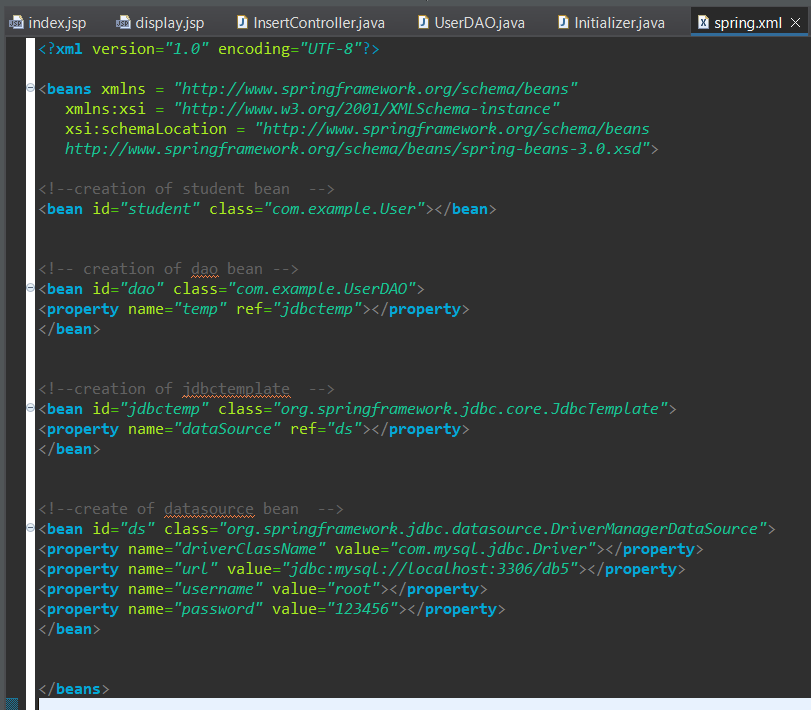 index.jsp display.jsp InsertController.java UserDAO.java Initializer.java spring.xml
<?xml version="1.0" encoding="UTF-8"?>
<beans xmlns = "http://www.springframework.org/schema/beans"
xmlns:xsi = "http://www.w3.org/2001/XMLSchema-instance"
xsi:schemaLocation = "http://www.springframework.org/schema/beans
http://www.springframework.org/schema/beans/spring-beans-3.0.xsd">
<!--creation of student bean  -->
<bean id="student" class="com.example.User"></bean>
<!-- creation of dao bean -->
<bean id="dao" class="com.example.UserDAO">
<property name="temp" ref="jdbctemp"></property>
</bean>
<!--creation of jdbctemplate  -->
<bean id="jdbctemp" class="org.springframework.jdbc.core.JdbcTemplate">
<property name="dataSource" ref="ds"></property>
</bean>
<!--create of datasource bean  -->
<bean id="ds" class="org.springframework.jdbc.datasource.DriverManagerDataSource">
<property name="driverClassName" value="com.mysql.jdbc.Driver"></property>
<property name="url" value="jdbc:mysql://localhost:3306/db5"></property>
<property name="username" value="root"></property>
<property name="password" value="123456"></property>
</bean>
</beans>